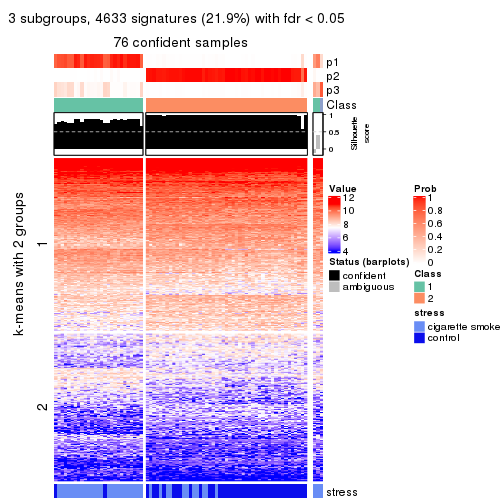 3 subgroups, 4633 signatures (21.9%) with fdr < 0.05
76 confident samples
p1
p2
p3
Class
1
0.5
0
Silhouette
score
k-means with 2 groups
1
2
stress
Value
12
10
8
6
4
Status (barplots)
confident
ambiguous
Prob
1
0.8
0.6
0.4
0.2
0
Class
1
2
stress
cigarette smoke
control